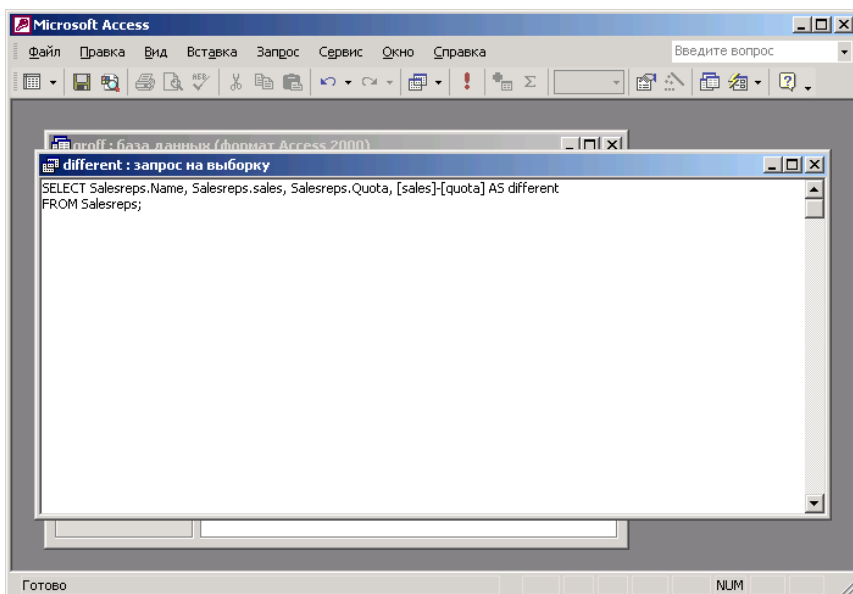 Microsoft Access
Файл Правка Вид Вставка Запрос Сервис Окно Справка Введите вопрос
groff : база данных (формат Access 2000)
different : запрос на выборку
SELECT Salesreps.Name, Salesreps.sales, Salesreps.Quota, [sales]-[quota] AS different
FROM Salesreps;
Готово NUM